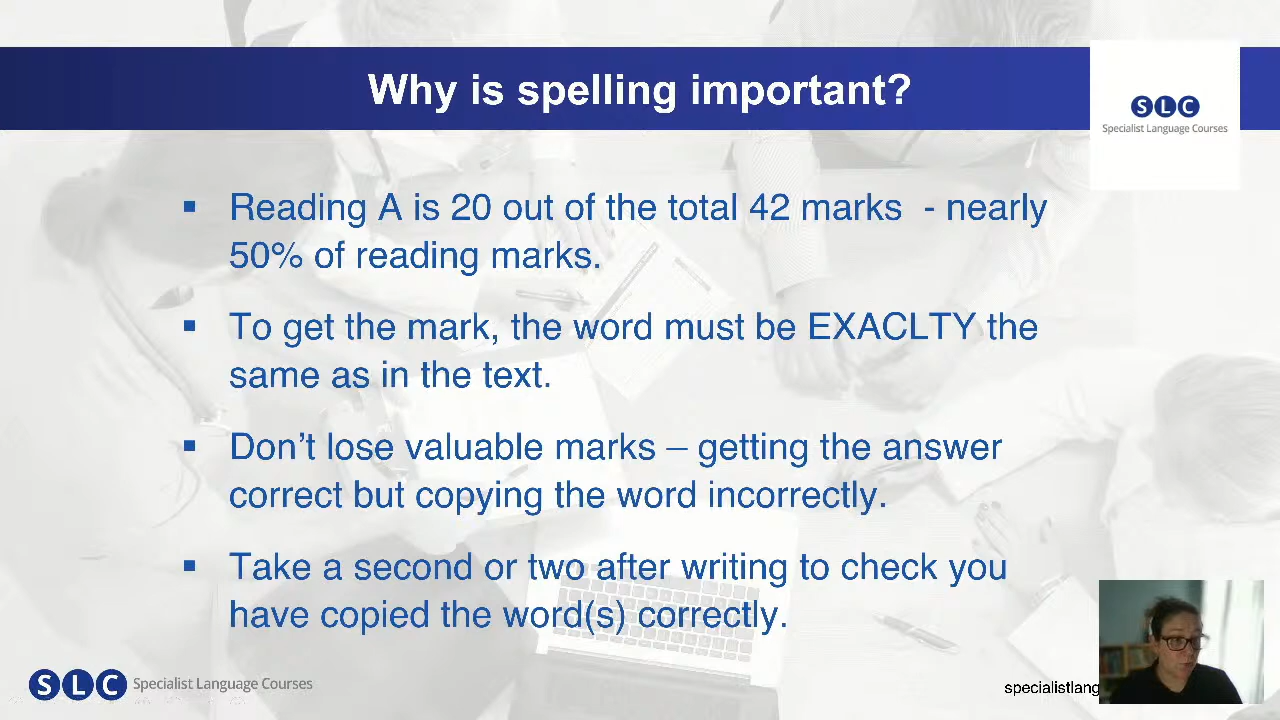 Why is spelling important?
SLC
Specialist Language Courses
▪ Reading A is 20 out of the total 42 marks - nearly
50% of reading marks.
▪ To get the mark, the word must be EXACLTY the
same as in the text.
▪ Don’t lose valuable marks – getting the answer
correct but copying the word incorrectly.
▪ Take a second or two after writing to check you
have copied the word(s) correctly.
SLC Specialist Language Courses
specialistlang